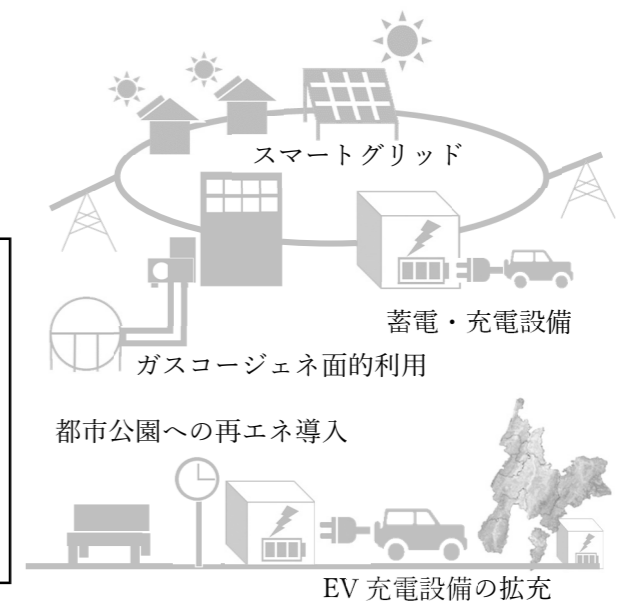 スマートグリッド
蓄電・充電設備
ガスコージェネ面的利用
都市公園への再エネ導入
EV 充電設備の拡充